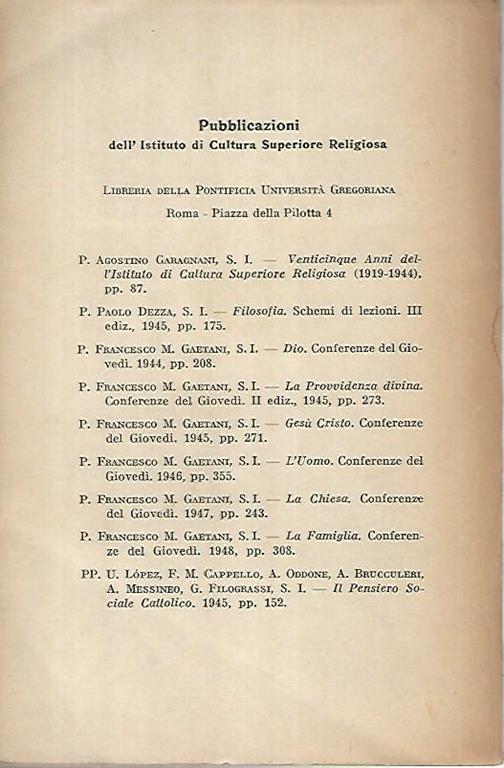 Pubblicazioni
dell' Istituto di Cultura Superiore Religiosa
Libreria della Pontificia Università Gregoriana
Roma - Piazza della Pilotta 4
P. Agostino Garagnani, S. I. — Venticinque Anni del-
l'Istituto di Cultura Superiore Religiosa (1919-1944),
pp. 87.
P. Paolo Dezza, S. I. — Filosofia. Schemi di lezioni. III
ediz., 1945, pp. 175.
P. Francesco M. Gaetani, S. I. — Dio. Conferenze del Gio-
vedì. 1944, pp. 208.
P. Francesco M. Gaetani, S. I. — La Provvidenza divina.
Conferenze del Giovedì. II ediz., 1945, pp. 273.
P. Francesco M. Gaetani, S. I. — Gesù Cristo. Conferenze
del Giovedì. 1945, pp. 271.
P. Francesco M. Gaetani, S. I. — L'Uomo. Conferenze del
Giovedì. 1946, pp. 355.
P. Francesco M. Gaetani, S. I. — La Chiesa. Conferenze
del Giovedì. 1947, pp. 243.
P. Francesco M. Gaetani, S. I. — La Famiglia. Conferen-
ze del Giovedì. 1948, pp. 308.
PP. U. López, F. M. Cappello, A. Oddone, A. Brucculeri,
A. Messineo, G. Filograssi, S. I. — Il Pensiero So-
ciale Cattolico. 1945, pp. 152.